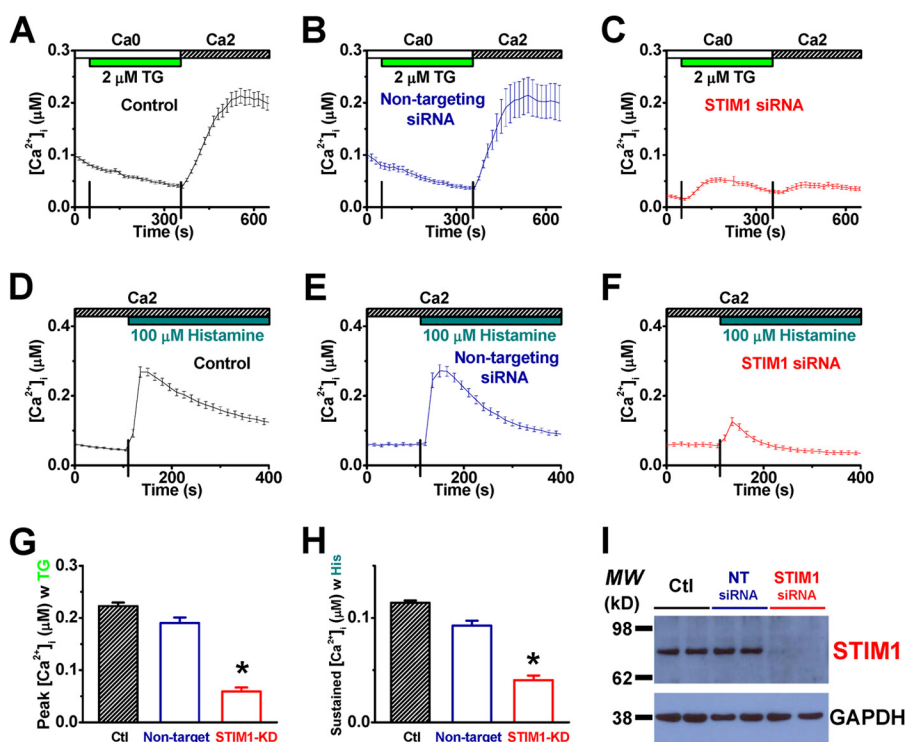 A
Ca0 Ca2
2 µM TG
Control
[Ca²⁺]ᵢ (µM)
0.3
0.2
0.1
0.0
0 300 600
Time (s)
B
Ca0 Ca2
2 µM TG
Non-targeting
siRNA
[Ca²⁺]ᵢ (µM)
0.3
0.2
0.1
0.0
0 300 600
Time (s)
C
Ca0 Ca2
2 µM TG
STIM1 siRNA
[Ca²⁺]ᵢ (µM)
0.3
0.2
0.1
0.0
0 300 600
Time (s)
D
Ca2
100 µM Histamine
Control
[Ca²⁺]ᵢ (µM)
0.4
0.2
0.0
0 200 400
Time (s)
E
Ca2
100 µM Histamine
Non-targeting
siRNA
[Ca²⁺]ᵢ (µM)
0.4
0.2
0.0
0 200 400
Time (s)
F
Ca2
100 µM Histamine
STIM1 siRNA
[Ca²⁺]ᵢ (µM)
0.4
0.2
0.0
0 200 400
Time (s)
G
Peak [Ca²⁺]ᵢ (µM) w TG
0.3
0.2
0.1
0.0
*
Ctl Non-target STIM1-KD
H
Sustained [Ca²⁺]ᵢ (µM) w His
0.1
0.0
*
Ctl Non-target STIM1-KD
I
MW
(kD)
Ctl
NT
siRNA
STIM1
siRNA
98
62
38
STIM1
GAPDH